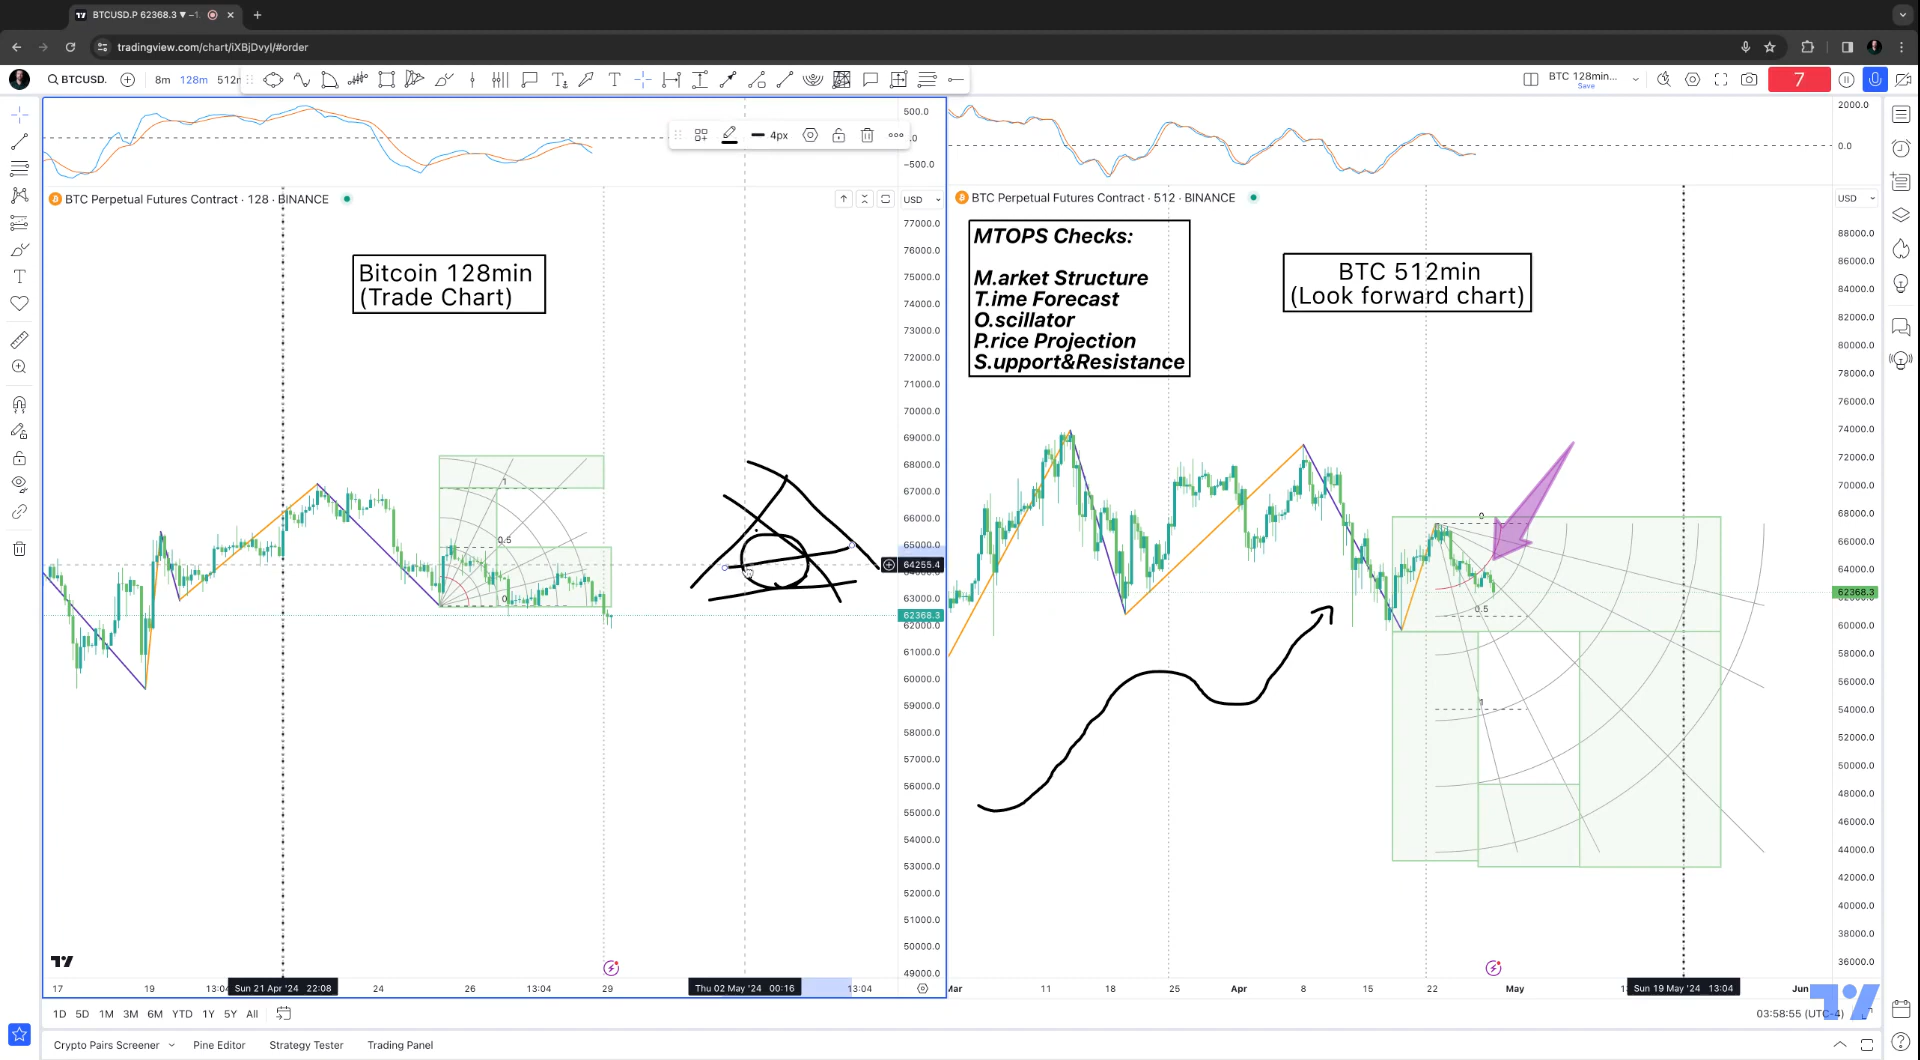 BTCUSD.P 62368.3 ▼ −1.
tradingview.com/chart/iXBjDvyl/#order
BTCUSD. 8m 128m 512m
BTC 128min...
Save
7
4px
500.0
-500.0
2000.0
0.0
BTC Perpetual Futures Contract · 128 · BINANCE
USD
BTC Perpetual Futures Contract · 512 · BINANCE
USD
Bitcoin 128min
(Trade Chart)
MTOPS Checks:
M.arket Structure
T.ime Forecast
O.scillator
P.rice Projection
S.upport&Resistance
BTC 512min
(Look forward chart)
77000.0
76000.0
75000.0
74000.0
73000.0
72000.0
71000.0
70000.0
69000.0
68000.0
67000.0
66000.0
65000.0
64255.4
63000.0
62368.3
62000.0
61000.0
60000.0
59000.0
58000.0
57000.0
56000.0
55000.0
54000.0
53000.0
52000.0
51000.0
50000.0
49000.0
1
0.5
0
88000.0
86000.0
84000.0
82000.0
80000.0
78000.0
76000.0
74000.0
72000.0
70000.0
68000.0
66000.0
64000.0
62368.3
60000.0
58000.0
56000.0
54000.0
52000.0
50000.0
48000.0
46000.0
44000.0
42000.0
40000.0
38000.0
36000.0
0
0.5
1
17 19 13:04 Sun 21 Apr '24 22:08 24 26 13:04 29 Thu 02 May '24 00:16 13:04
Mar 11 18 25 Apr 8 15 22 May Sun 19 May '24 13:04 Jun
1D 5D 1M 3M 6M YTD 1Y 5Y All
03:58:55 (UTC-4)
Crypto Pairs Screener Pine Editor Strategy Tester Trading Panel